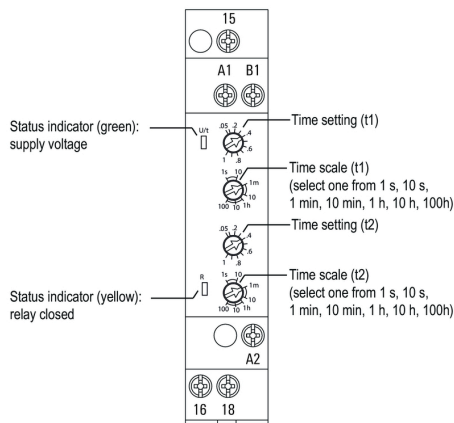 15
A1 B1
Status indicator (green):
supply voltage
U/t
.05 .2 .4 .6 .8 1
Time setting (t1)
1s 10 1m 10 1h 10 100
Time scale (t1)
(select one from 1 s, 10 s,
1 min, 10 min, 1 h, 10 h, 100h)
.05 .2 .4 .6 .8 1
Time setting (t2)
Status indicator (yellow):
relay closed
R
1s 10 1m 10 1h 10 100
Time scale (t2)
(select one from 1 s, 10 s,
1 min, 10 min, 1 h, 10 h, 100h)
A2
16 18